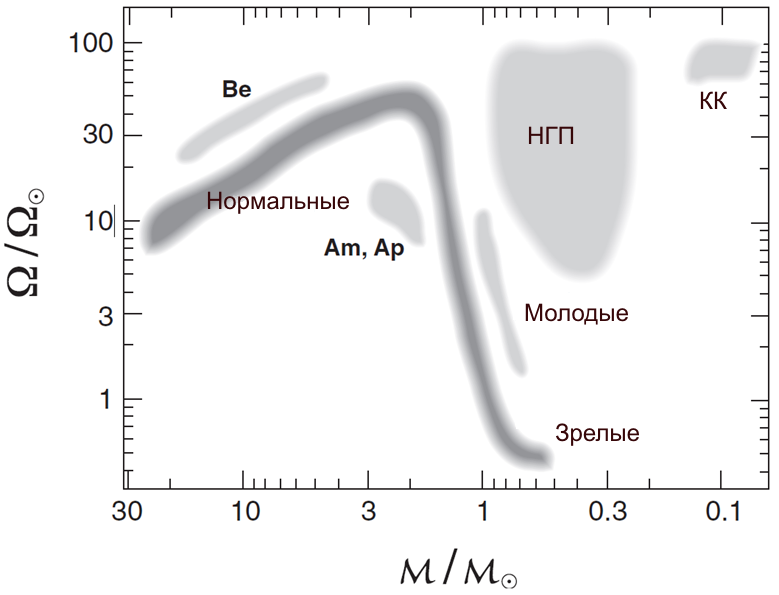 100
30
10
3
1
Ω/Ω☉
Be
Нормальные
Am, Ap
НГП
КК
Молодые
Зрелые
30 10 3 1 0.3 0.1
M/M☉